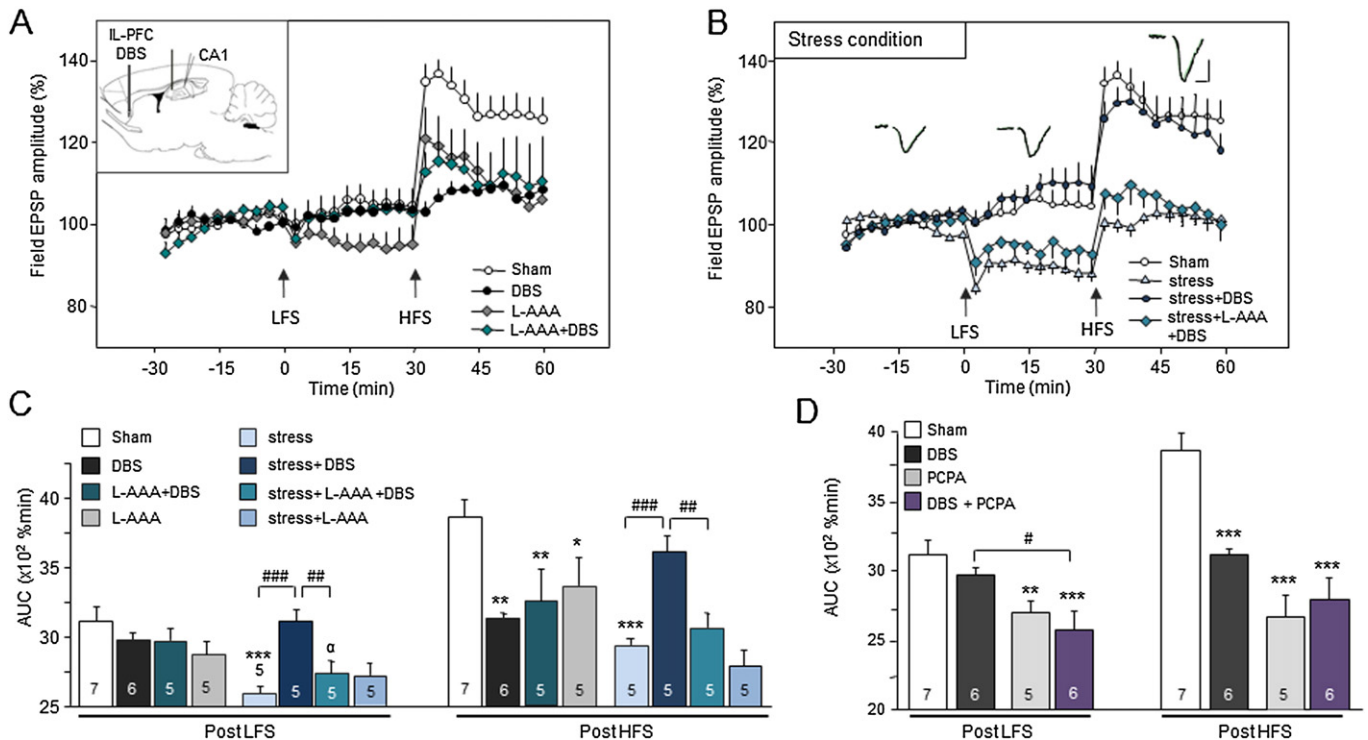 A
IL-PFC
DBS
CA1
Field EPSP amplitude (%)
140
120
100
80
LFS
HFS
Sham
DBS
L-AAA
L-AAA+DBS
-30 -15 0 15 30 45 60
Time (min)
B
Stress condition
Field EPSP amplitude (%)
140
120
100
80
LFS
HFS
Sham
stress
stress+DBS
stress+L-AAA
+DBS
-30 -15 0 15 30 45 60
Time (min)
C
Sham
DBS
L-AAA+DBS
L-AAA
stress
stress+ DBS
stress+ L-AAA +DBS
stress+L-AAA
AUC (x10² %min)
40
35
30
25
### ##
*** α
5
7 6 5 5 5 5 5
** ** *
*** ### ##
7 6 5 5 5 5 5 5
Post LFS
Post HFS
D
Sham
DBS
PCPA
DBS + PCPA
AUC (x10² %min)
40
35
30
25
20
#
** ***
7 6 5 6
*** *** ***
7 6 5 6
Post LFS
Post HFS